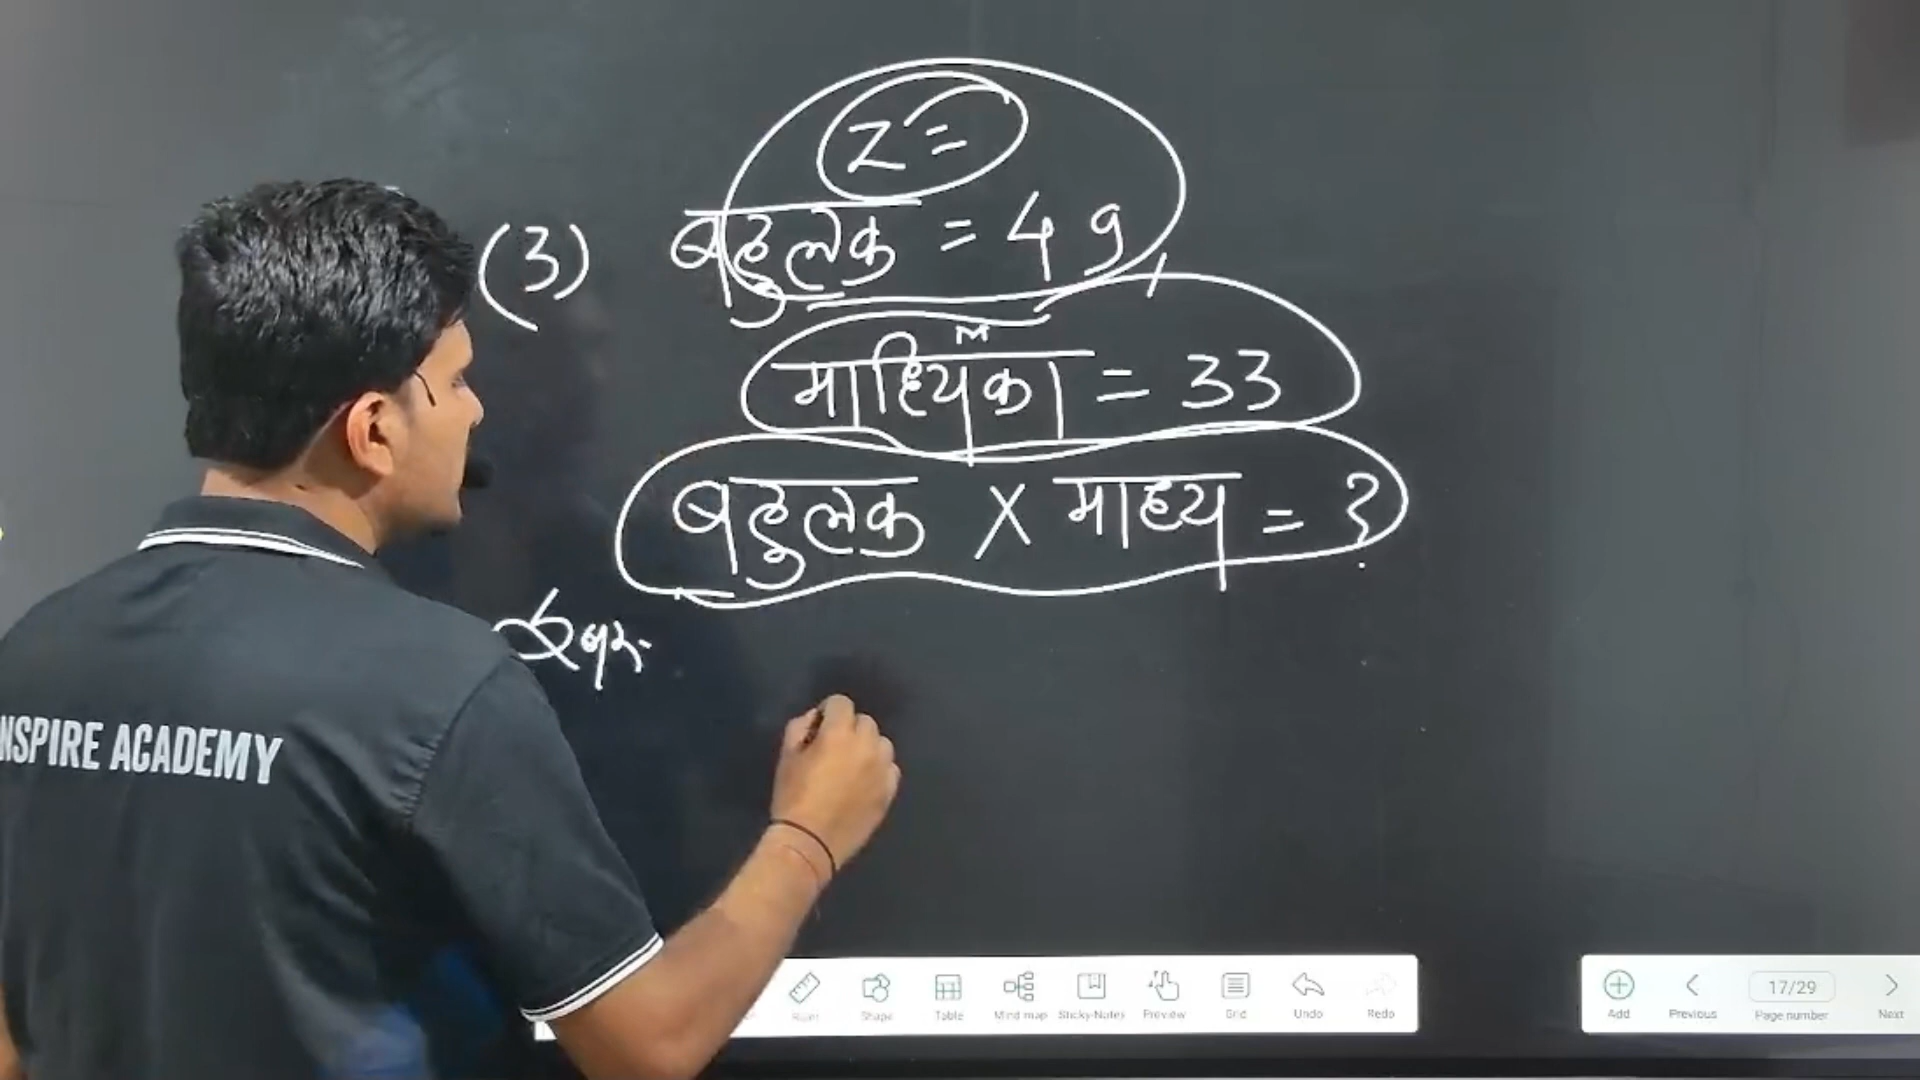 Z =
(3) बहुलक = 49,
M
माध्यिका = 33
बहुलक X माध्य = ?
NSPIRE ACADEMY
Ruler Shape Table Mind map Sticky-Notes Preview Grid Undo Redo
Add Previous 17/29 Page number Next